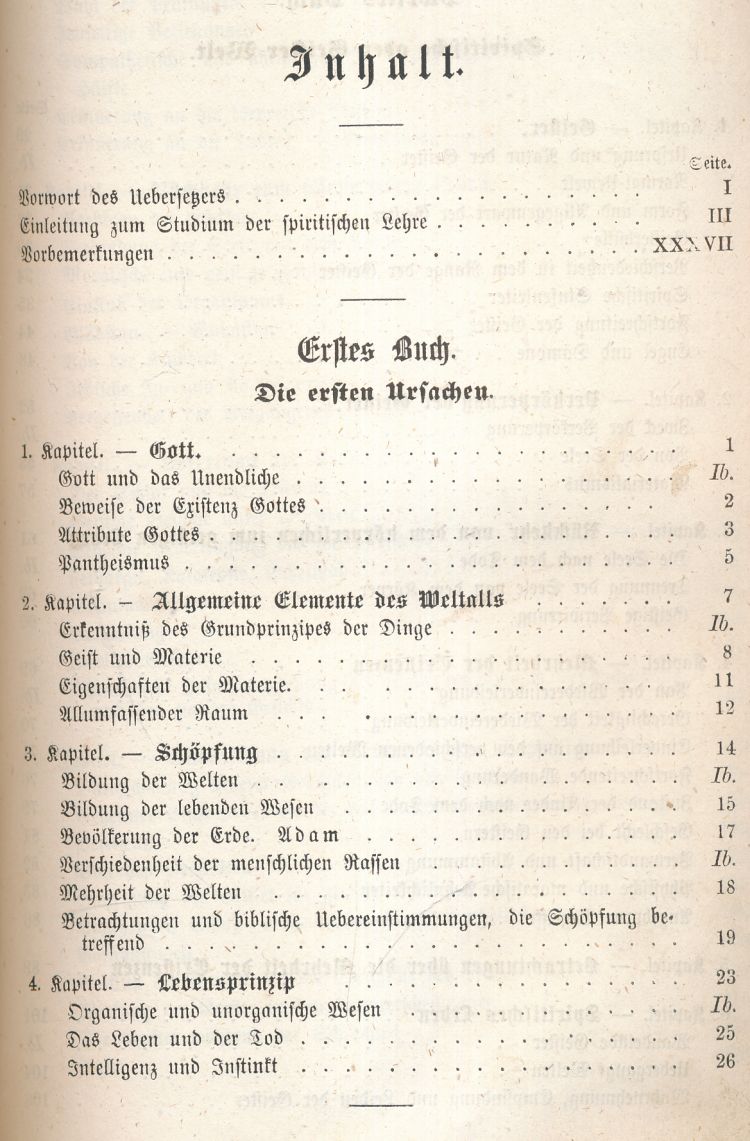 Inhalt.
Seite.
Vorwort des Uebersetzers . . . . . . . . . . . . . . . . . I
Einleitung zum Studium der spiritischen Lehre . . . . . . . . III
Vorbemerkungen . . . . . . . . . . . . . . . . . . XXXVII
Erstes Buch.
Die ersten Ursachen.
1. Kapitel. — Gott. . . . . . . . . . . . . . . . . . 1
Gott und das Unendliche . . . . . . . . . . . . . . Ib.
Beweise der Existenz Gottes . . . . . . . . . . . . . 2
Attribute Gottes . . . . . . . . . . . . . . . . . 3
Pantheismus . . . . . . . . . . . . . . . . . . 5
2. Kapitel. — Allgemeine Elemente des Weltalls . . . . . . 7
Erkenntniß des Grundprinzipes der Dinge . . . . . . . . Ib.
Geist und Materie . . . . . . . . . . . . . . . . 8
Eigenschaften der Materie. . . . . . . . . . . . . . 11
Allumfassender Raum . . . . . . . . . . . . . . . 12
3. Kapitel. — Schöpfung . . . . . . . . . . . . . . . 14
Bildung der Welten . . . . . . . . . . . . . . . . Ib.
Bildung der lebenden Wesen . . . . . . . . . . . . . 15
Bevölkerung der Erde. Adam . . . . . . . . . . . . 17
Verschiedenheit der menschlichen Rassen . . . . . . . . . Ib.
Mehrheit der Welten . . . . . . . . . . . . . . . 18
Betrachtungen und biblische Uebereinstimmungen, die Schöpfung be-
treffend . . . . . . . . . . . . . . . . . . . 19
4. Kapitel. — Lebensprinzip . . . . . . . . . . . . . . 23
Organische und unorganische Wesen . . . . . . . . . . Ib.
Das Leben und der Tod . . . . . . . . . . . . . . 25
Intelligenz und Instinkt . . . . . . . . . . . . . . 26